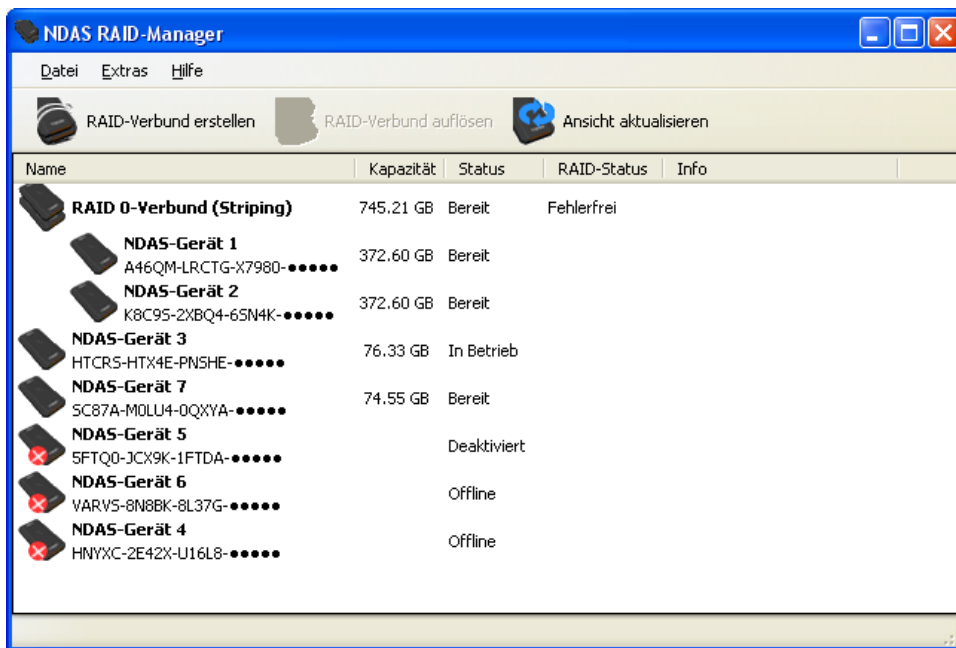 NDAS RAID-Manager
Datei Extras Hilfe
RAID-Verbund erstellen RAID-Verbund auflösen Ansicht aktualisieren
Name Kapazität Status RAID-Status Info
RAID 0-Verbund (Striping) 745.21 GB Bereit Fehlerfrei
NDAS-Gerät 1
A46QM-LRCTG-X7980-●●●●● 372.60 GB Bereit
NDAS-Gerät 2
K8C95-2XBQ4-6SN4K-●●●●● 372.60 GB Bereit
NDAS-Gerät 3
HTCRS-HTX4E-PNSHE-●●●●● 76.33 GB In Betrieb
NDAS-Gerät 7
SC87A-M0LU4-0QXYA-●●●●● 74.55 GB Bereit
NDAS-Gerät 5
5FTQ0-JCX9K-1FTDA-●●●●● Deaktiviert
NDAS-Gerät 6
VARVS-8N8BK-8L37G-●●●●● Offline
NDAS-Gerät 4
HNYXC-2E42X-U16L8-●●●●● Offline